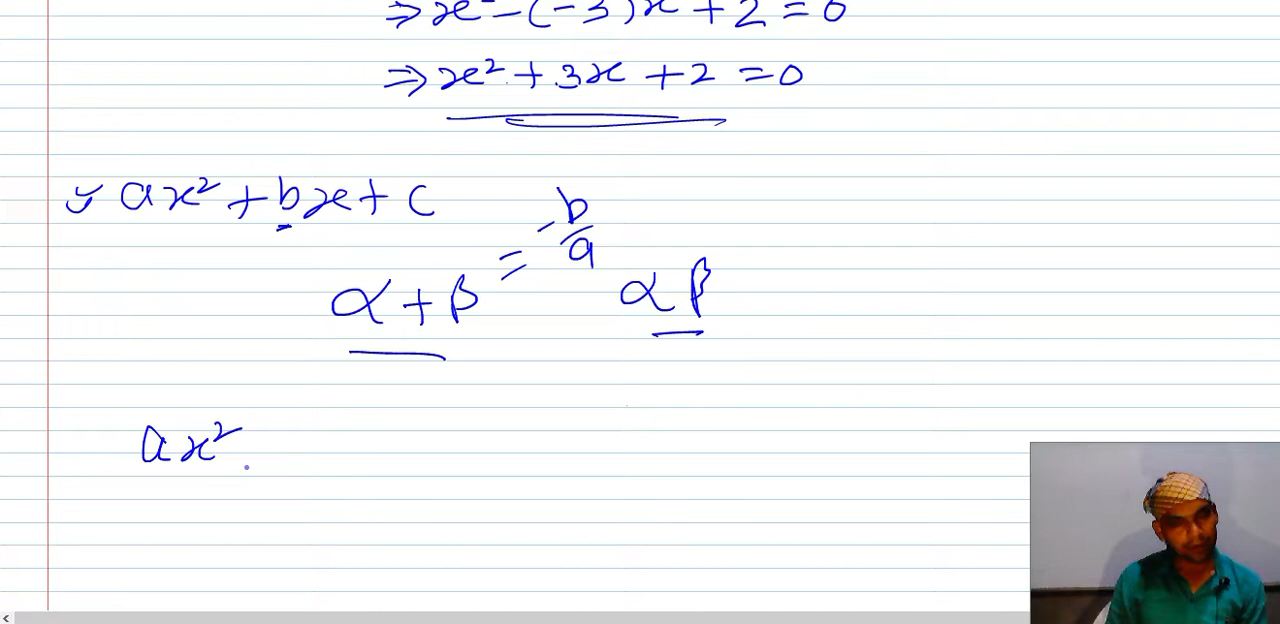 ⇒ x² - (-3)x + 2 = 0
⇒ x² + 3x + 2 = 0
ax² + bx + c
α + β = -b/a αβ
ax²